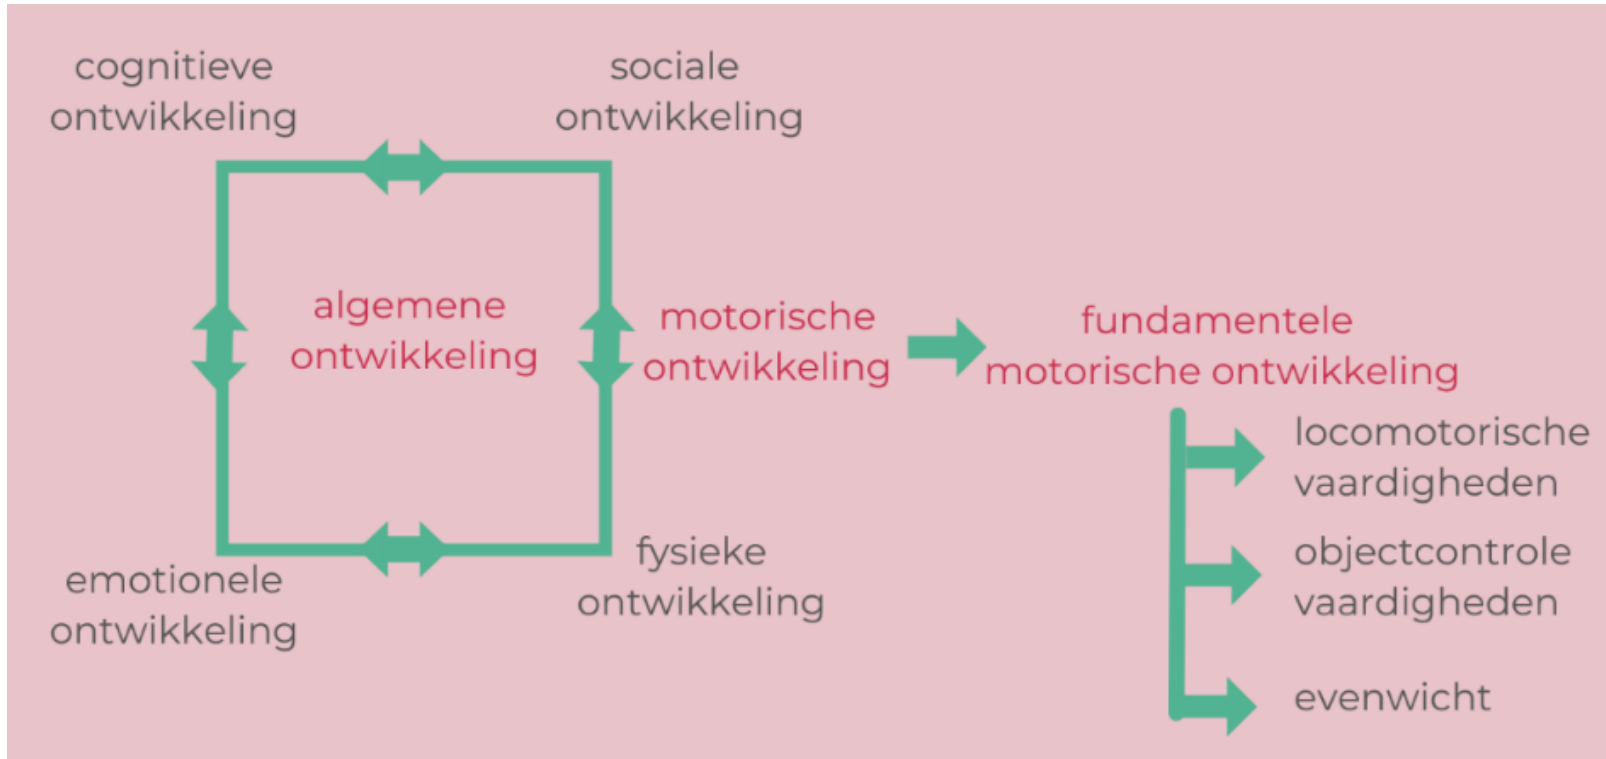 cognitieve
ontwikkeling
sociale
ontwikkeling
algemene
ontwikkeling
motorische
ontwikkeling
fundamentele
motorische ontwikkeling
locomotorische
vaardigheden
objectcontrole
vaardigheden
evenwicht
emotionele
ontwikkeling
fysieke
ontwikkeling